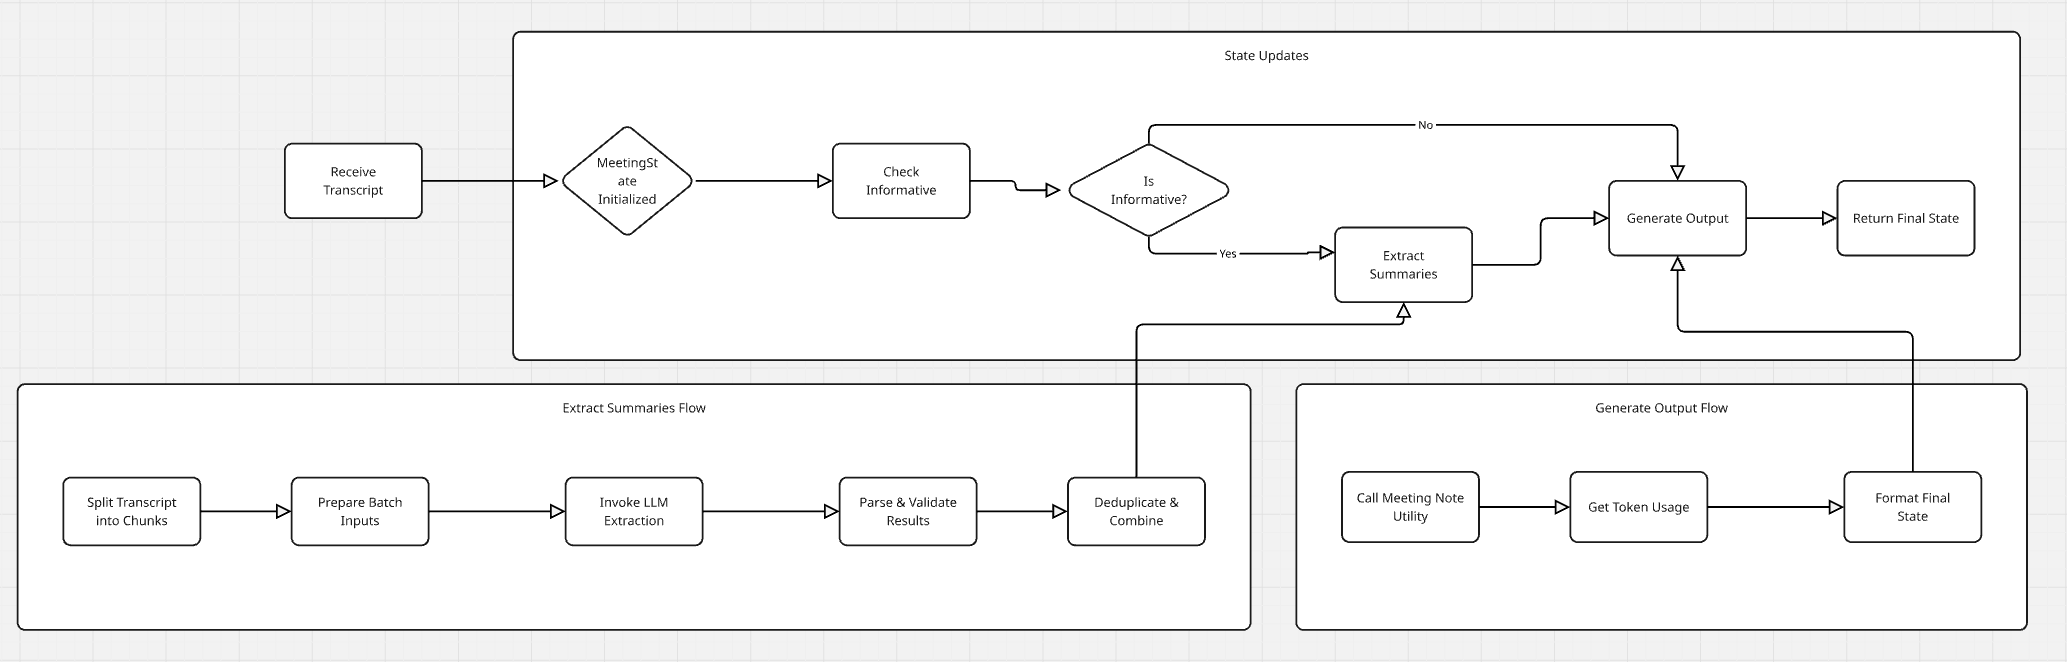 State Updates
Receive
Transcript
MeetingSt
ate
Initialized
Check
Informative
Is
Informative?
No
Yes
Extract
Summaries
Generate Output
Return Final State
Extract Summaries Flow
Split Transcript
into Chunks
Prepare Batch
Inputs
Invoke LLM
Extraction
Parse & Validate
Results
Deduplicate &
Combine
Generate Output Flow
Call Meeting Note
Utility
Get Token Usage
Format Final
State